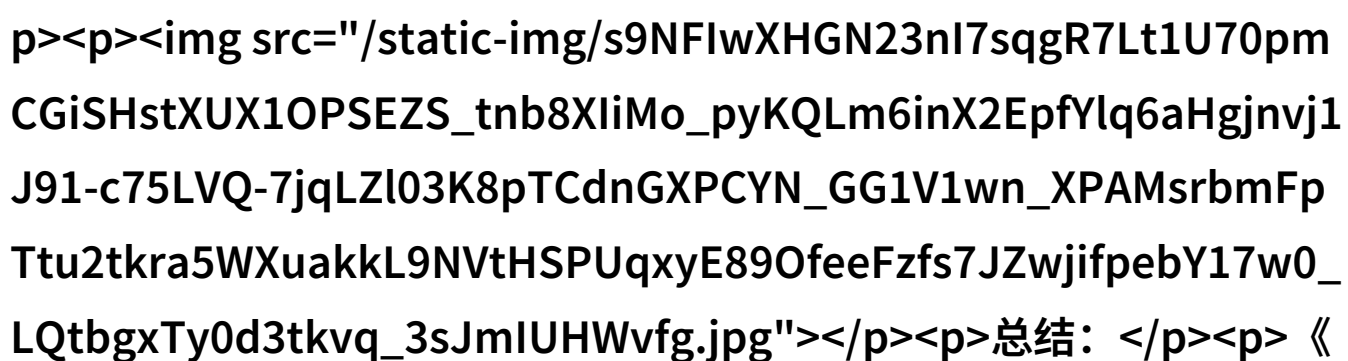 p><p><img src="/static-img/s9NFIwXHGN23nI7sqgR7Lt1U70pm
CGiSHstXUX1OPSEZS_tnb8XIiMo_pyKQLm6inX2EpfYlq6aHgjnvj1
J91-c75LVQ-7jqLZl03K8pTCdnGXPCYN_GG1V1wn_XPAMsrbmFp
Ttu2tkra5WXuakkL9NVtHSPUqxyE89OfeeFzfs7JZwjifpebY17w0_
LQtbgxTy0d3tkvq_3sJmIUHWvfg.jpg"></p><p>总结：</p><p>《